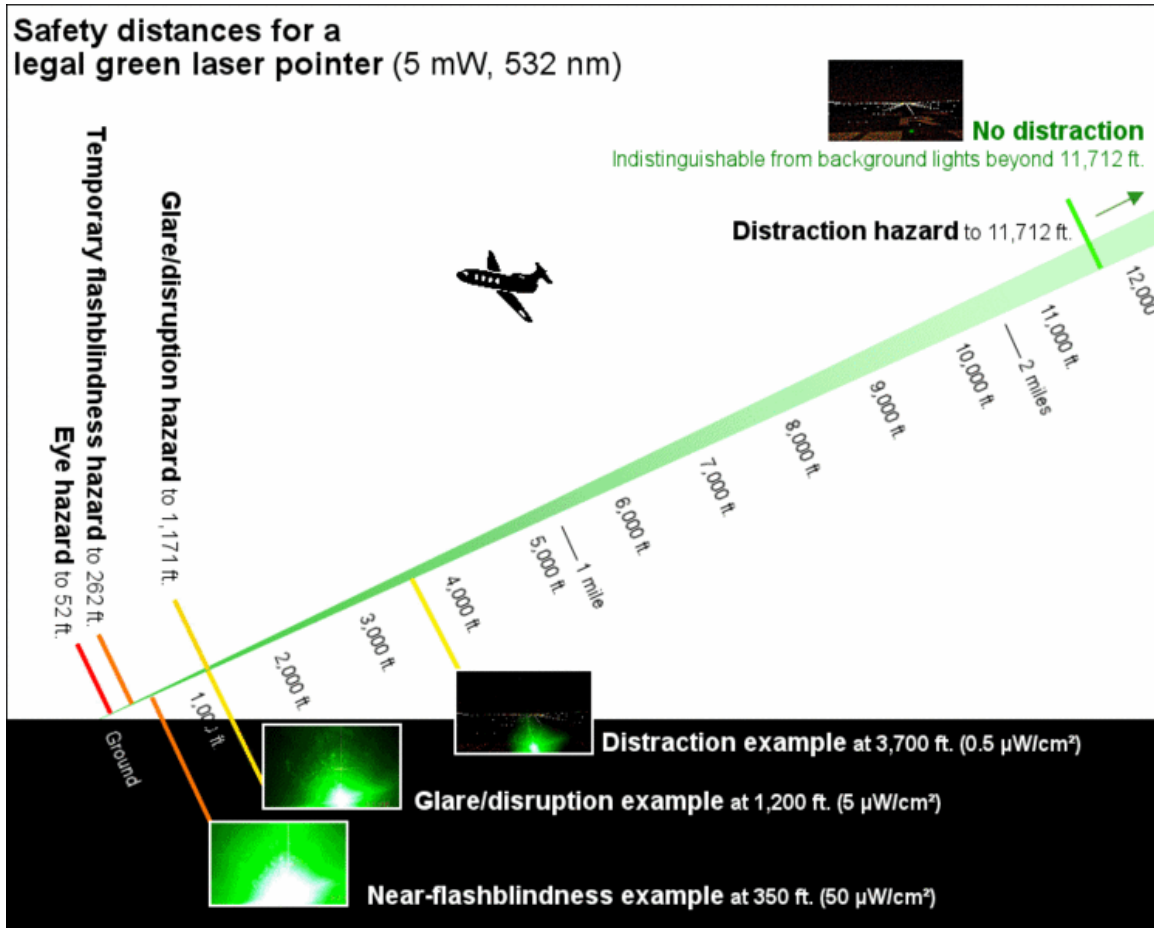 Safety distances for a
legal green laser pointer (5 mW, 532 nm)
No distraction
Indistinguishable from background lights beyond 11,712 ft.
Distraction hazard to 11,712 ft.
Glare/disruption hazard to 1,171 ft.
Temporary flashblindness hazard to 262 ft.
Eye hazard to 52 ft.
Ground
1,000 ft.
2,000 ft.
3,000 ft.
4,000 ft.
5,000 ft.
1 mile
6,000 ft.
7,000 ft.
8,000 ft.
9,000 ft.
10,000 ft.
2 miles
11,000 ft.
12,000
Distraction example at 3,700 ft. (0.5 µW/cm²)
Glare/disruption example at 1,200 ft. (5 µW/cm²)
Near-flashblindness example at 350 ft. (50 µW/cm²)